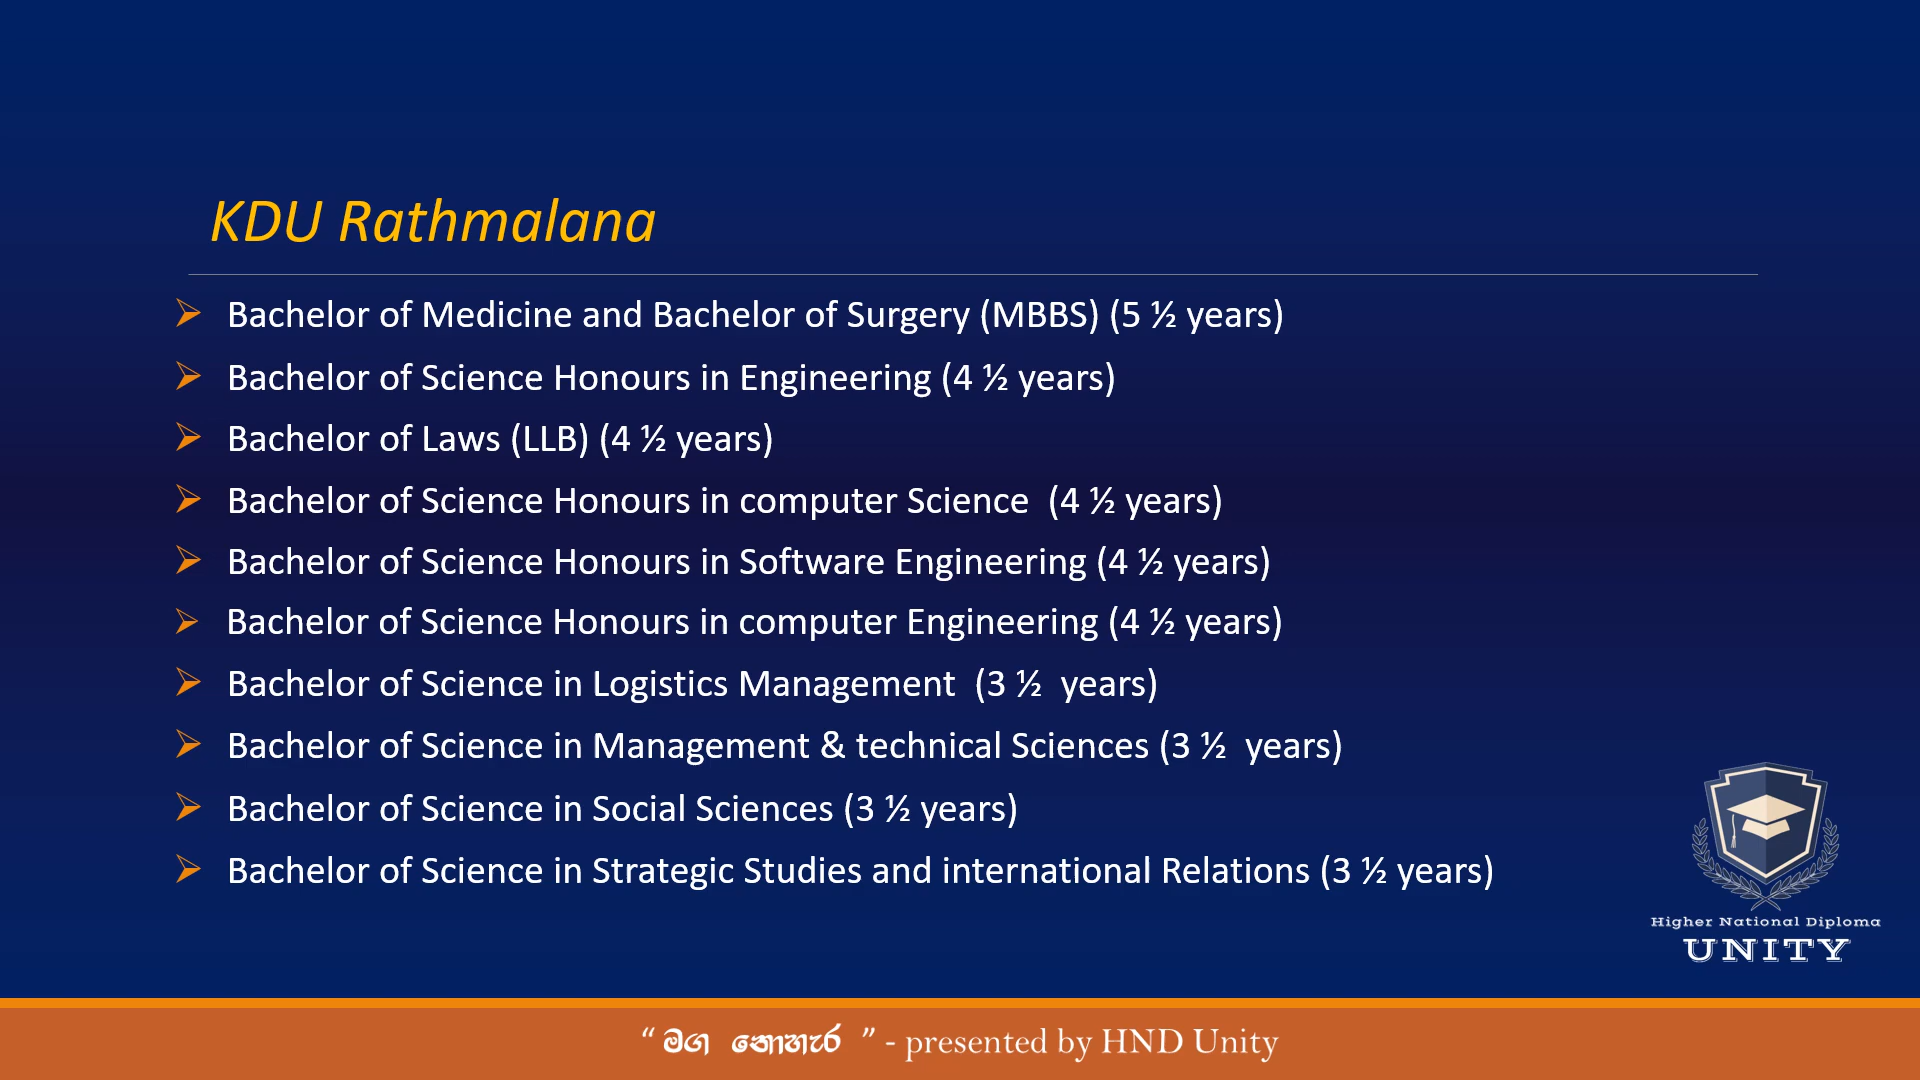 KDU Rathmalana
Bachelor of Medicine and Bachelor of Surgery (MBBS) (5 ½ years)
Bachelor of Science Honours in Engineering (4 ½ years)
Bachelor of Laws (LLB) (4 ½ years)
Bachelor of Science Honours in computer Science (4 ½ years)
Bachelor of Science Honours in Software Engineering (4 ½ years)
Bachelor of Science Honours in computer Engineering (4 ½ years)
Bachelor of Science in Logistics Management (3 ½ years)
Bachelor of Science in Management & technical Sciences (3 ½ years)
Bachelor of Science in Social Sciences (3 ½ years)
Bachelor of Science in Strategic Studies and international Relations (3 ½ years)
Higher National Diploma
UNITY
“ මග නොහැර ” - presented by HND Unity